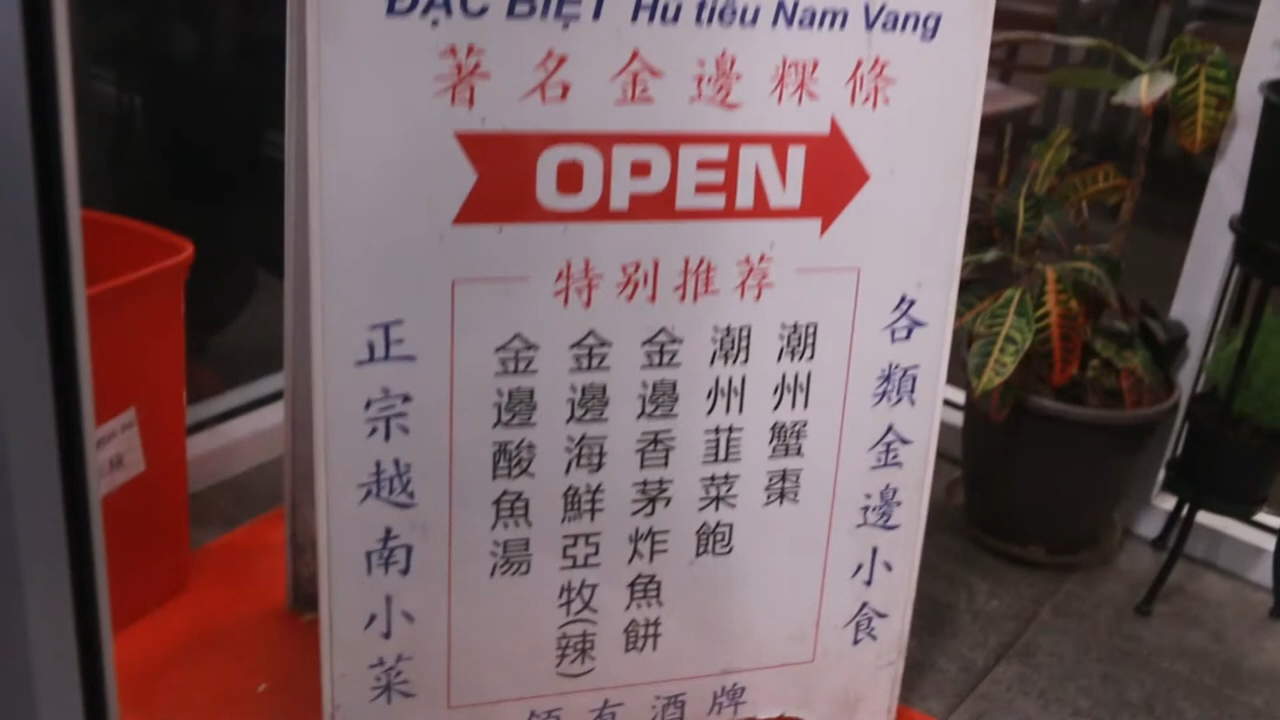 ĐẶC BIỆT Hủ tiếu Nam Vang
著名金邊粿條
OPEN
特别推荐
各類金邊小食
潮州蟹棗
潮州韮菜飽
金邊香茅炸魚餅
金邊海鮮亞牧(辣)
金邊酸魚湯
正宗越南小菜
領有酒牌